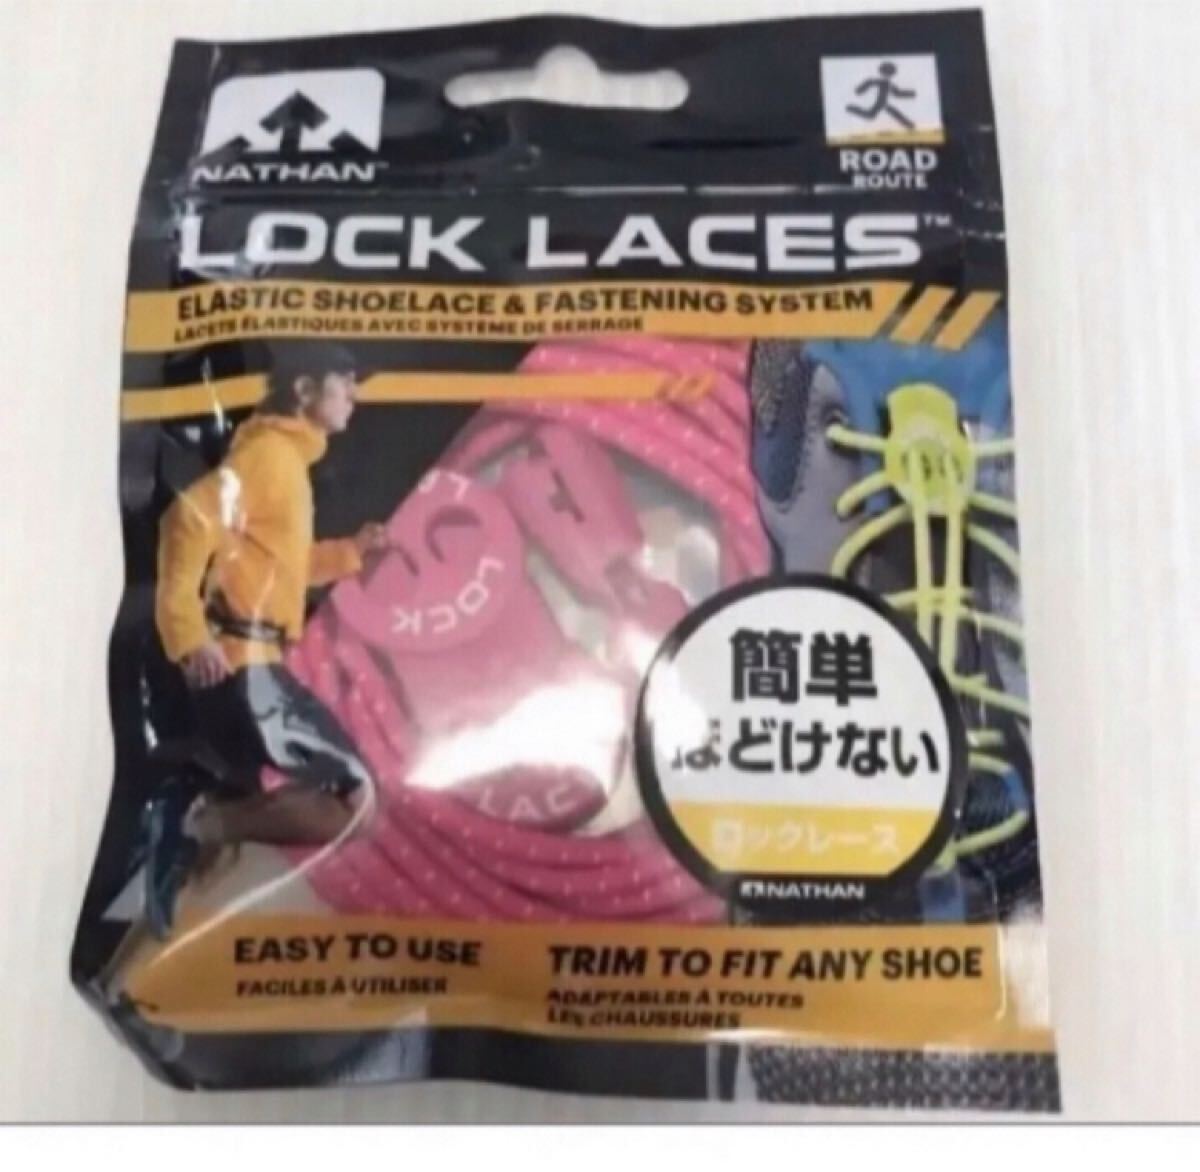 NATHAN™
ROAD
ROUTE
LOCK LACES™
ELASTIC SHOELACE & FASTENING SYSTEM
LACETS ÉLASTIQUES AVEC SYSTÈME DE SERRAGE
LOCK
LAC
簡単
ほどけない
ロックレース
NATHAN
EASY TO USE
FACILES À UTILISER
TRIM TO FIT ANY SHOE
ADAPTABLES À TOUTES
LES CHAUSSURES